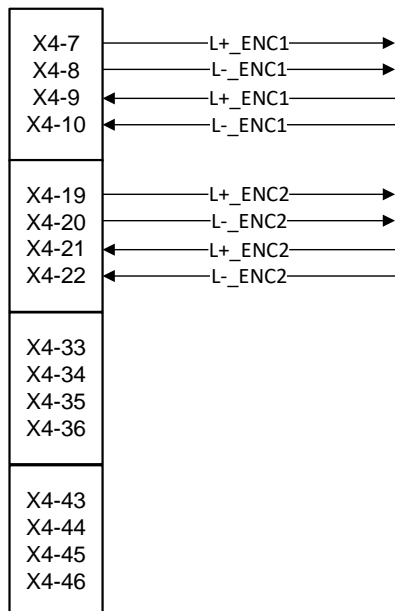 X4-7 L+_ENC1
X4-8 L-_ENC1
X4-9 L+_ENC1
X4-10 L-_ENC1
X4-19 L+_ENC2
X4-20 L-_ENC2
X4-21 L+_ENC2
X4-22 L-_ENC2
X4-33
X4-34
X4-35
X4-36
X4-43
X4-44
X4-45
X4-46